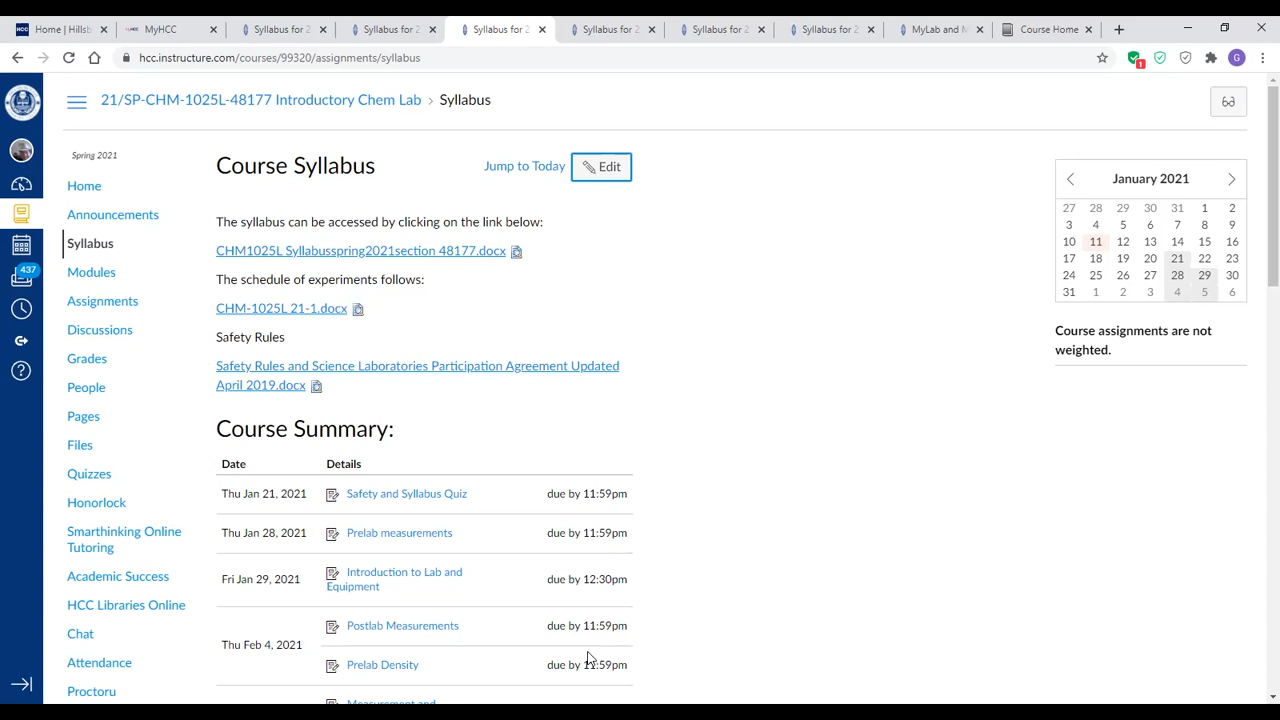 Home | Hillsb
MyHCC
Syllabus for 2
Syllabus for 2
Syllabus for 2
Syllabus for 2
Syllabus for 2
Syllabus for 2
MyLab and M
Course Home
hcc.instructure.com/courses/99320/assignments/syllabus
1
G
21/SP-CHM-1025L-48177 Introductory Chem Lab › Syllabus
Spring 2021
Home
Announcements
Syllabus
Modules
Assignments
Discussions
Grades
People
Pages
Files
Quizzes
Honorlock
Smarthinking Online
Tutoring
Academic Success
HCC Libraries Online
Chat
Attendance
Proctoru
437
Course Syllabus
Jump to Today
Edit
The syllabus can be accessed by clicking on the link below:
CHM1025L Syllabusspring2021section 48177.docx
The schedule of experiments follows:
CHM-1025L 21-1.docx
Safety Rules
Safety Rules and Science Laboratories Participation Agreement Updated
April 2019.docx
Course Summary:
Date Details
Thu Jan 21, 2021 Safety and Syllabus Quiz due by 11:59pm
Thu Jan 28, 2021 Prelab measurements due by 11:59pm
Fri Jan 29, 2021 Introduction to Lab and
Equipment due by 12:30pm
Thu Feb 4, 2021 Postlab Measurements due by 11:59pm
Prelab Density due by 11:59pm
Measurement and
January 2021
27 28 29 30 31 1 2
3 4 5 6 7 8 9
10 11 12 13 14 15 16
17 18 19 20 21 22 23
24 25 26 27 28 29 30
31 1 2 3 4 5 6
Course assignments are not
weighted.